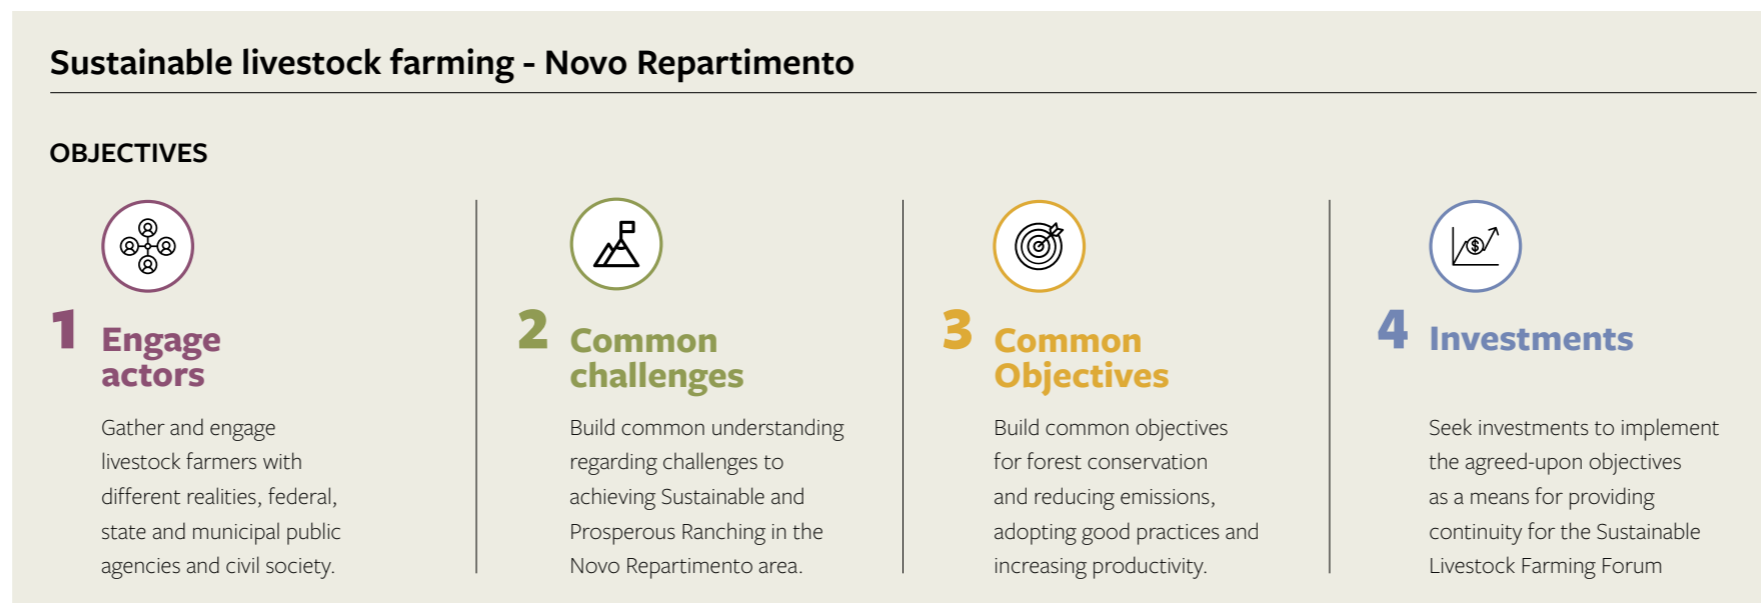 Sustainable livestock farming - Novo Repartimento
OBJECTIVES
1 Engage
actors
Gather and engage
livestock farmers with
different realities, federal,
state and municipal public
agencies and civil society.
2 Common
challenges
Build common understanding
regarding challenges to
achieving Sustainable and
Prosperous Ranching in the
Novo Repartimento area.
3 Common
Objectives
Build common objectives
for forest conservation
and reducing emissions,
adopting good practices and
increasing productivity.
$
4 Investments
Seek investments to implement
the agreed-upon objectives
as a means for providing
continuity for the Sustainable
Livestock Farming Forum